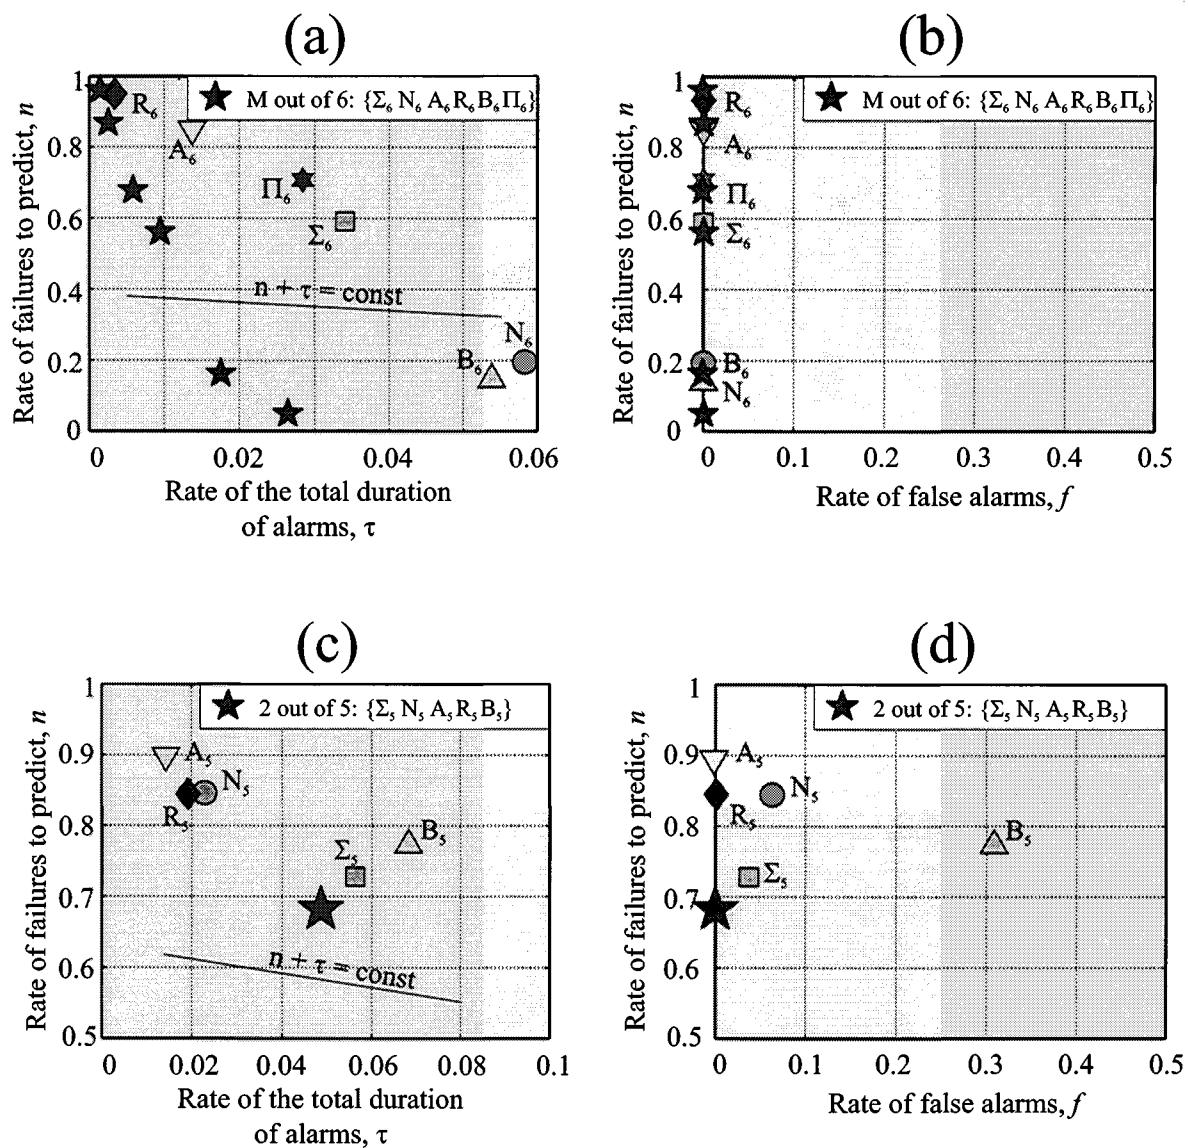 (a)
1
0.8
0.6
0.4
0.2
0
Rate of failures to predict, n
M out of 6: {Σ₆ N₆ A₆ R₆ B₆ Π₆}
R₆
A₆
Π₆
Σ₆
n + τ = const
N₆
B₆
0 0.02 0.04 0.06
Rate of the total duration
of alarms, τ
(b)
1
0.8
0.6
0.4
0.2
0
Rate of failures to predict, n
M out of 6: {Σ₆ N₆ A₆ R₆ B₆ Π₆}
R₆
A₆
Π₆
Σ₆
B₆
N₆
0 0.1 0.2 0.3 0.4 0.5
Rate of false alarms, f
(c)
1
0.9
0.8
0.7
0.6
0.5
Rate of failures to predict, n
2 out of 5: {Σ₅ N₅ A₅ R₅ B₅}
A₅
N₅
R₅
B₅
Σ₅
n + τ = const
0 0.02 0.04 0.06 0.08 0.1
Rate of the total duration
of alarms, τ
(d)
1
0.9
0.8
0.7
0.6
0.5
Rate of failures to predict, n
2 out of 5: {Σ₅ N₅ A₅ R₅ B₅}
A₅
N₅
R₅
B₅
Σ₅
0 0.1 0.2 0.3 0.4 0.5
Rate of false alarms, f